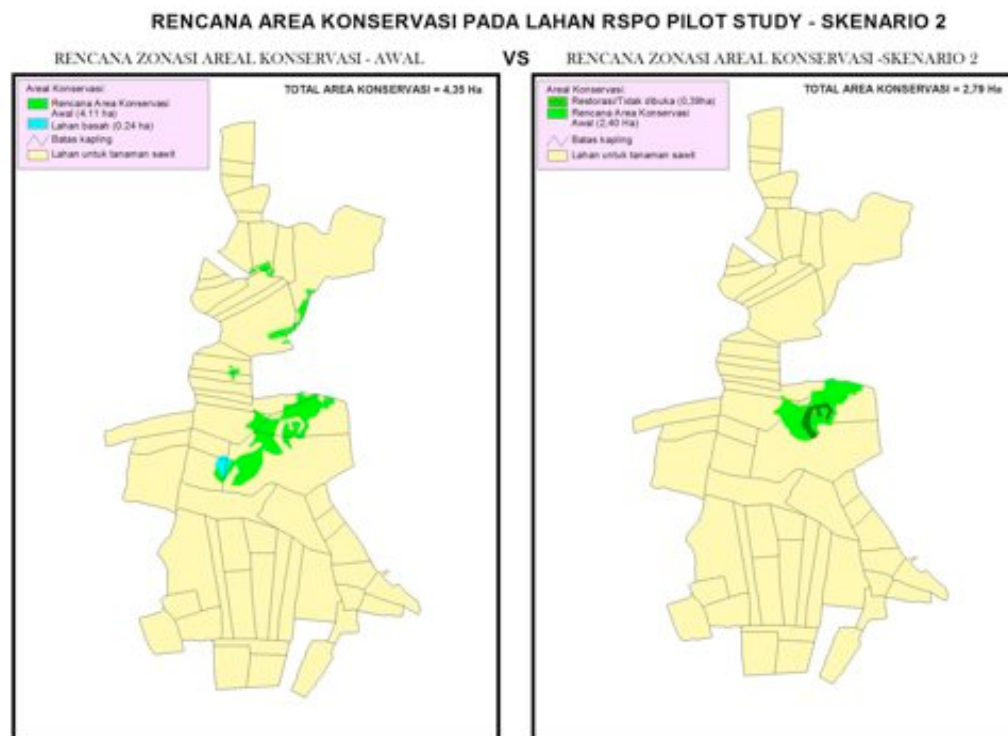 RENCANA AREA KONSERVASI PADA LAHAN RSPO PILOT STUDY - SKENARIO 2
RENCANA ZONASI AREAL KONSERVASI - AWAL
VS
RENCANA ZONASI AREAL KONSERVASI -SKENARIO 2
Areal Konservasi:
TOTAL AREA KONSERVASI = 4,35 Ha
Rencana Area Konservasi
Awal (4.11 ha)
Lahan basah (0.24 ha)
Batas kapling
Lahan untuk tanaman sawit
Areal Konservasi:
TOTAL AREA KONSERVASI = 2,79 Ha
Restorasi/Tidak dibuka (0,39ha)
Rencana Area Konservasi
Awal (2,40 Ha)
Batas kapling
Lahan untuk tanaman sawit